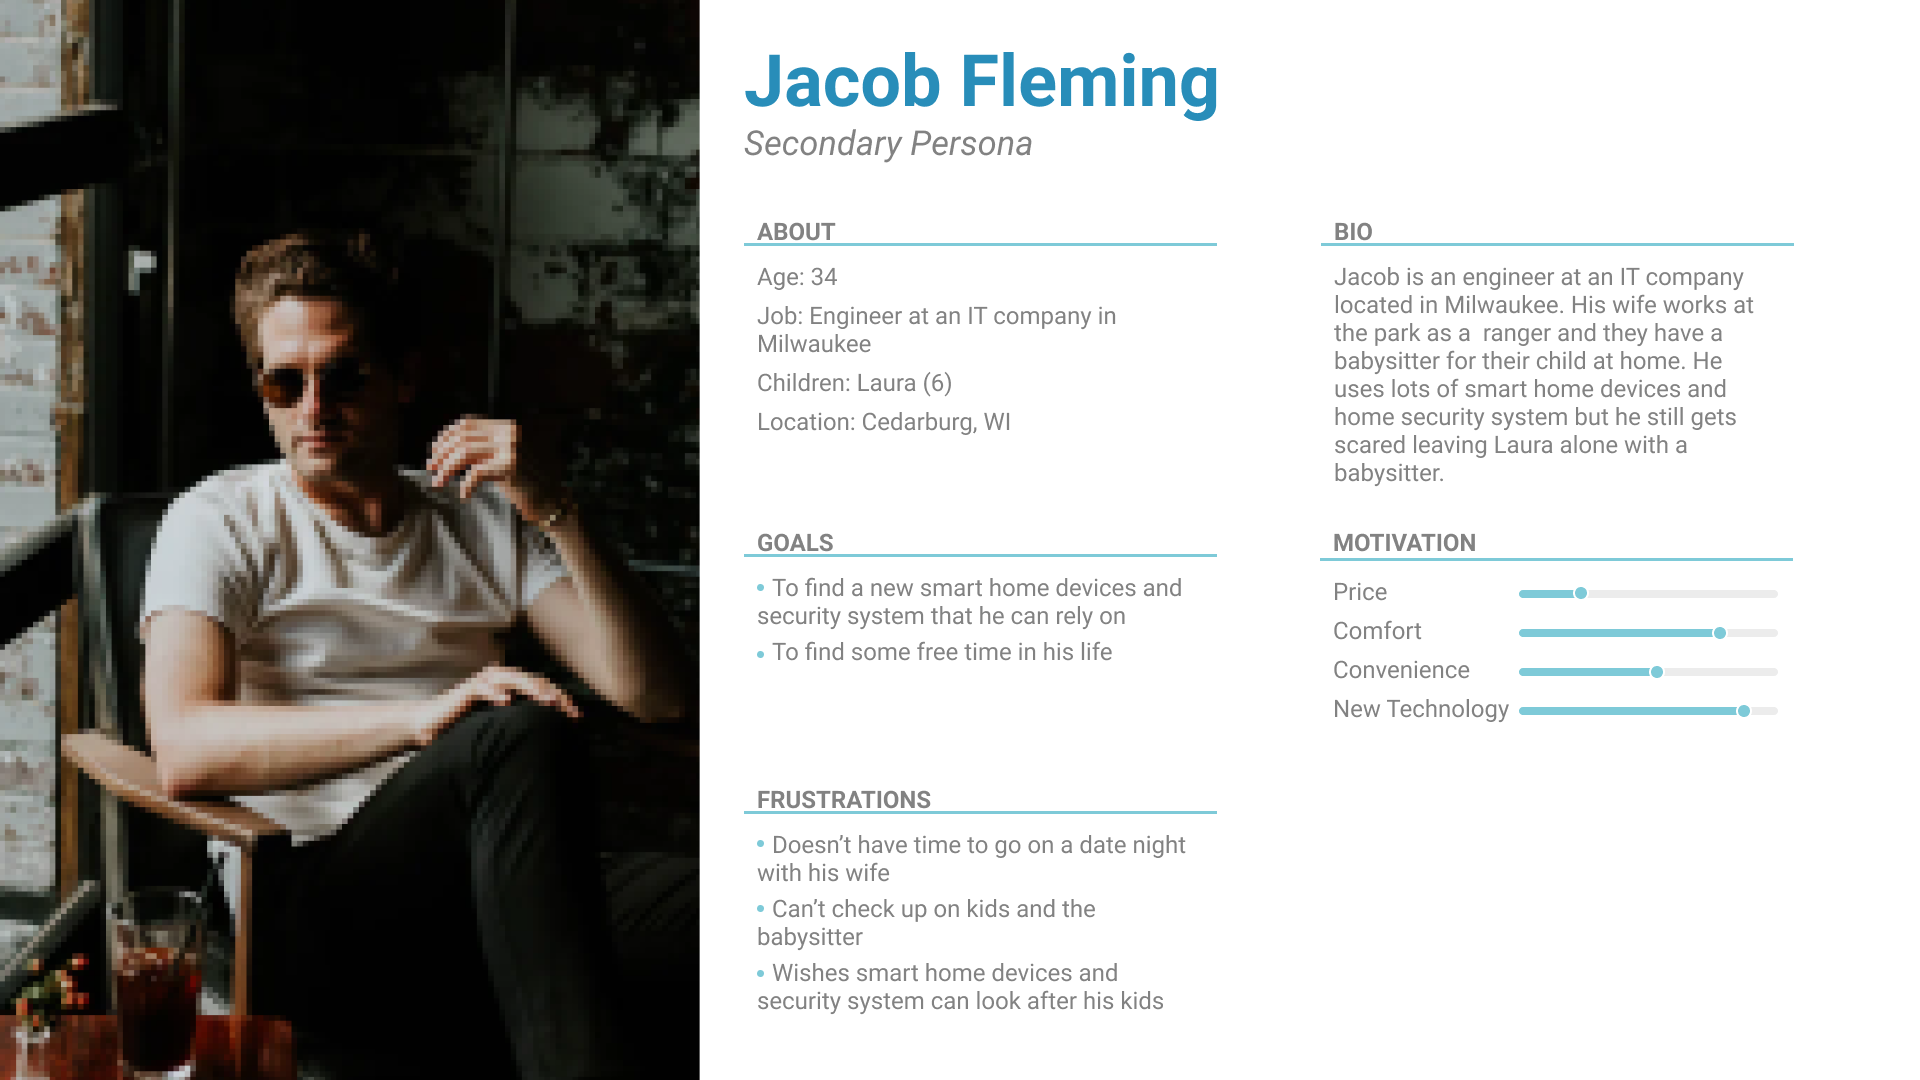 Jacob Fleming
Secondary Persona
ABOUT
Age: 34
Job: Engineer at an IT company in
Milwaukee
Children: Laura (6)
Location: Cedarburg, WI
GOALS
• To find a new smart home devices and
security system that he can rely on
• To find some free time in his life
FRUSTRATIONS
• Doesn’t have time to go on a date night
with his wife
• Can’t check up on kids and the
babysitter
• Wishes smart home devices and
security system can look after his kids
BIO
Jacob is an engineer at an IT company
located in Milwaukee. His wife works at
the park as a  ranger and they have a
babysitter for their child at home. He
uses lots of smart home devices and
home security system but he still gets
scared leaving Laura alone with a
babysitter.
MOTIVATION
Price
Comfort
Convenience
New Technology